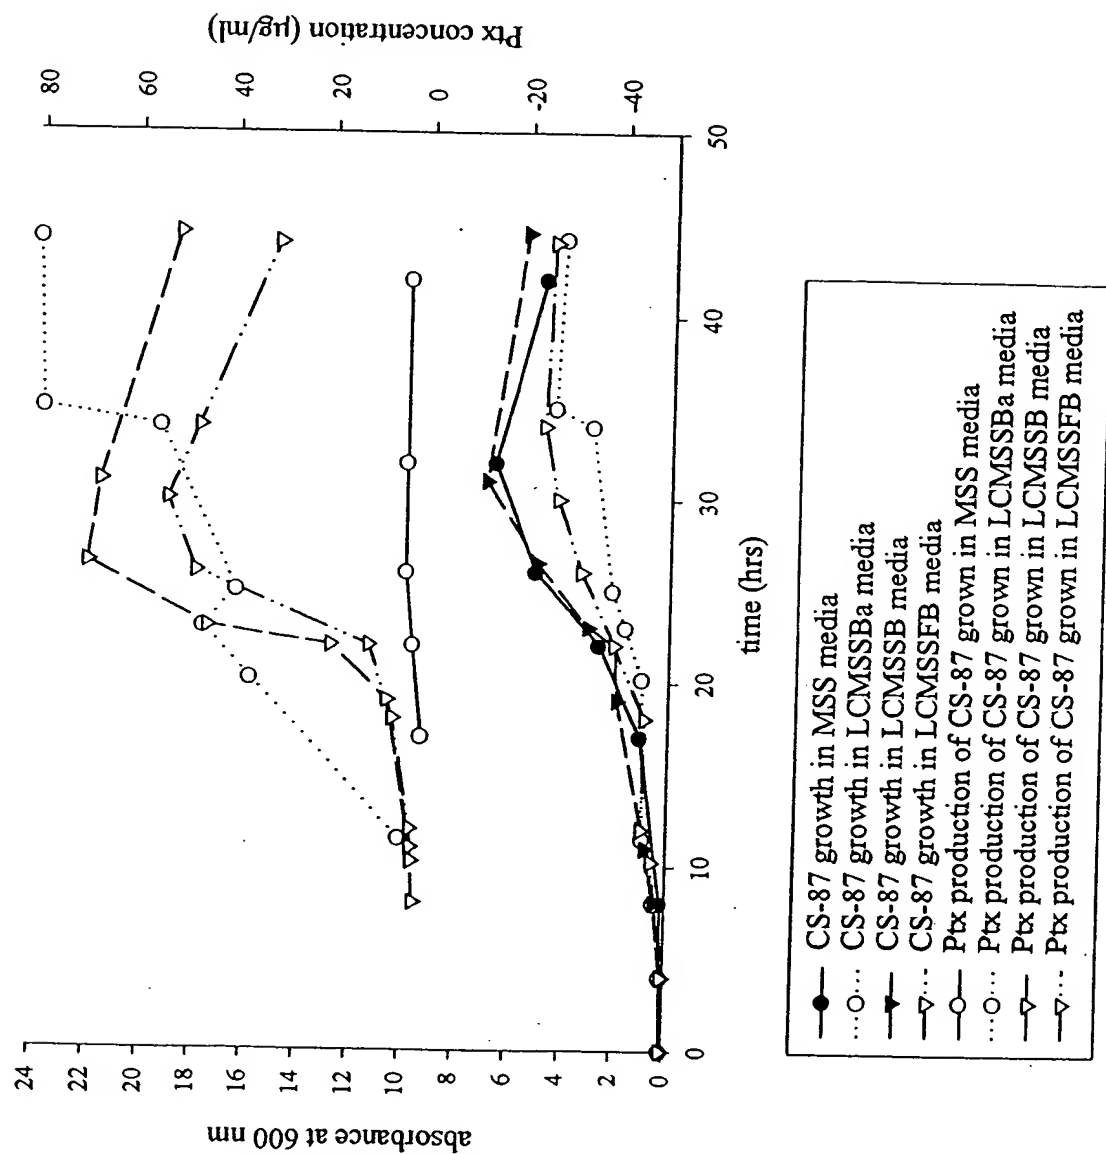 absorbance at 600 nm
24
22
20
18
16
14
12
10
8
6
4
2
0
Ptx concentration (µg/ml)
80
60
40
20
0
-20
-40
0
10
20
30
40
50
time (hrs)
CS-87 growth in MSS media
CS-87 growth in LCMSSBa media
CS-87 growth in LCMSSB media
CS-87 growth in LCMSSFB media
Ptx production of CS-87 grown in MSS media
Ptx production of CS-87 grown in LCMSSBa media
Ptx production of CS-87 grown in LCMSSB media
Ptx production of CS-87 grown in LCMSSFB media